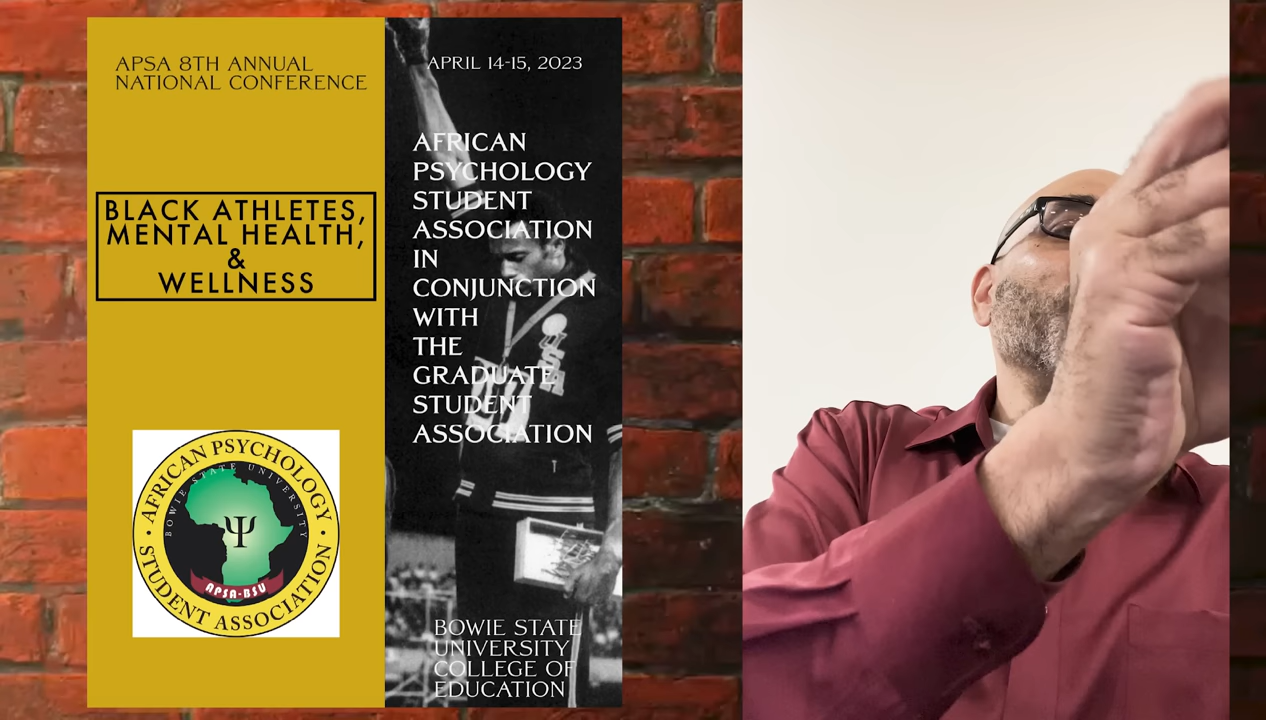 APSA 8TH ANNUAL
NATIONAL CONFERENCE
BLACK ATHLETES,
MENTAL HEALTH,
&
WELLNESS
AFRICAN PSYCHOLOGY
BOWIE STATE UNIVERSITY
Ψ
APSA-BSU
STUDENT ASSOCIATION
APRIL 14-15, 2023
AFRICAN
PSYCHOLOGY
STUDENT
ASSOCIATION
IN
CONJUNCTION
WITH
THE
GRADUATE
STUDENT
ASSOCIATION
BOWIE STATE
UNIVERSITY
COLLEGE OF
EDUCATION